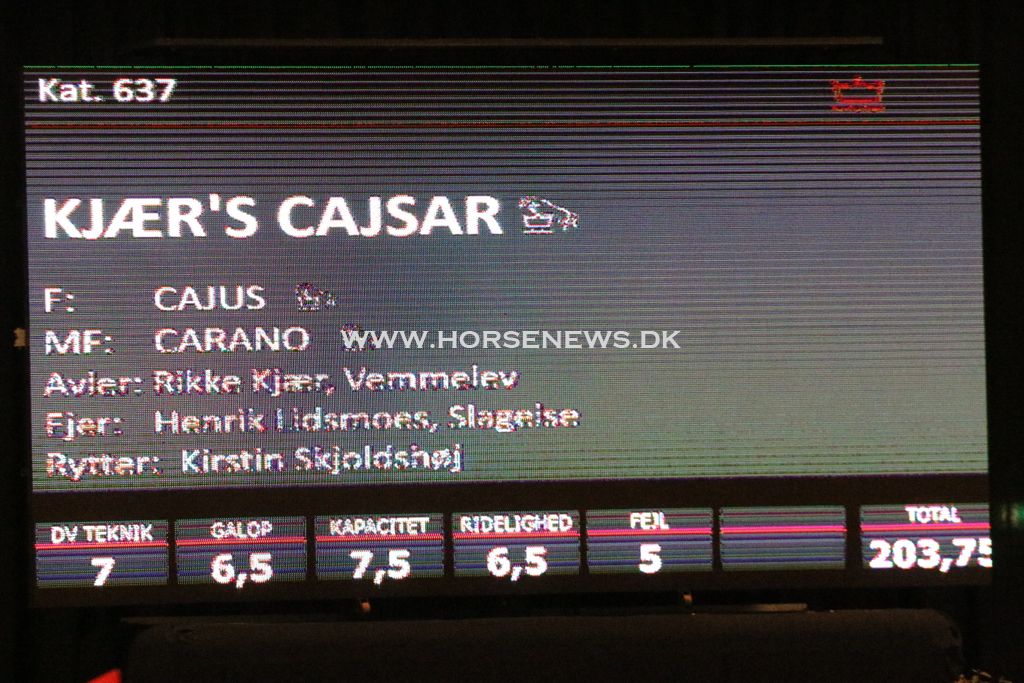 Kat. 637
KJÆR'S CAJSAR
F: CAJUS
MF: CARANO
WWW.HORSENEWS.DK
Avler: Rikke Kjær, Vemmelev
Ejer: Henrik Lidsmoes, Slagelse
Rytter: Kirstin Skjoldshøj
DV TEKNIK GALOP KAPACITET RIDELIGHED FEJL TOTAL
7 6,5 7,5 6,5 5 203,75